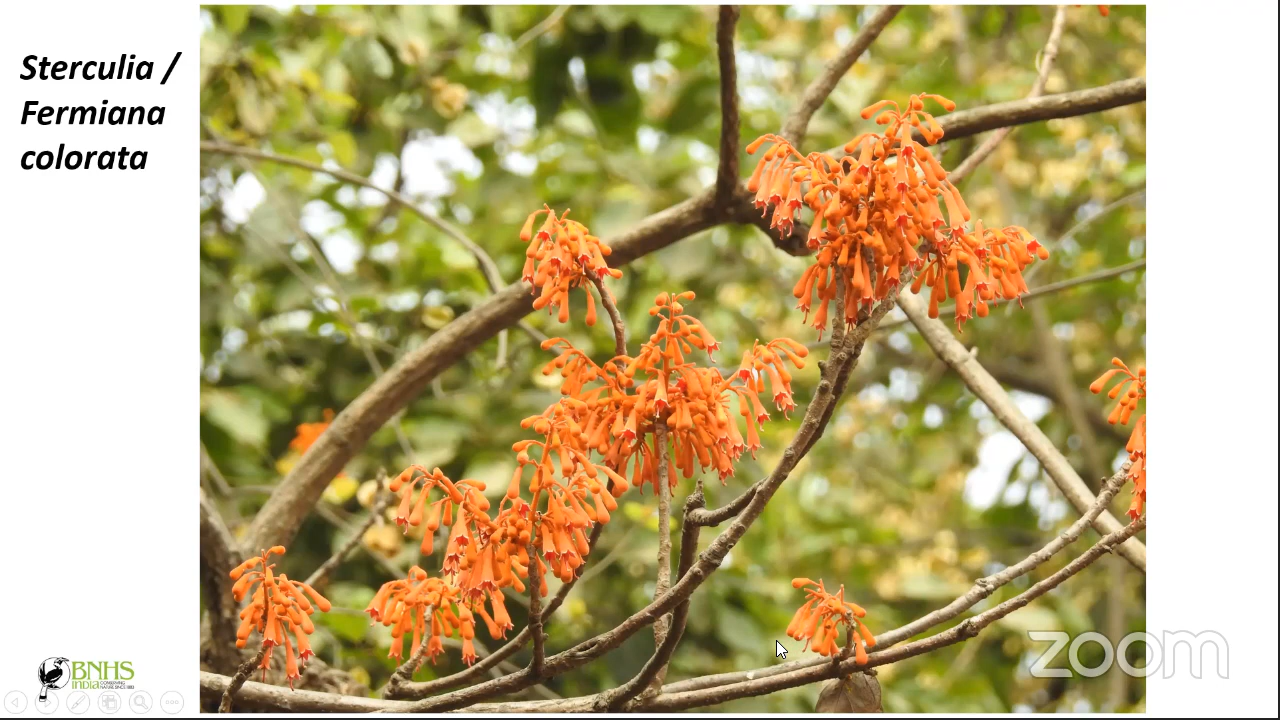 Sterculia /
Fermiana
colorata
BNHS
INDIA
zoom